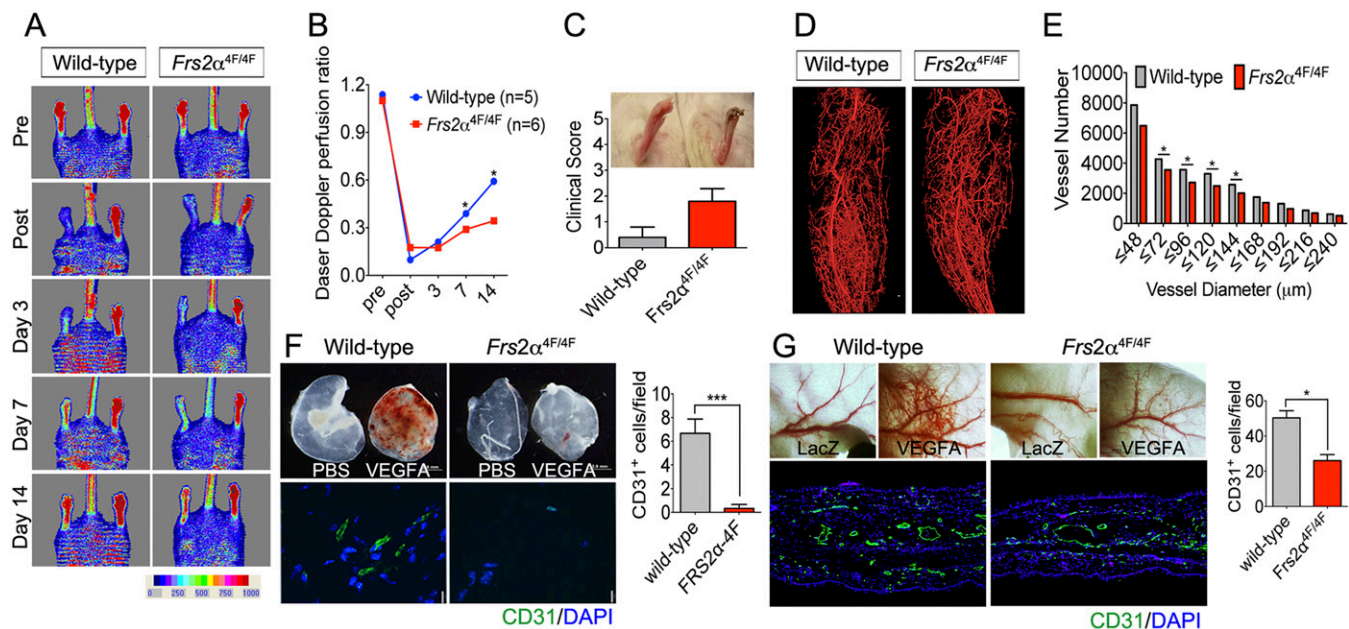 A
Wild-type
Frs2α4F/4F
Pre
Post
Day 3
Day 7
Day 14
0 250 500 750 1000
B
Daser Doppler perfusion ratio
1.2
0.9
0.6
0.3
0.0
Wild-type (n=5)
Frs2α4F/4F (n=6)
*
*
pre
post
3
7
14
C
Clinical Score
5
4
3
2
1
0
Wild-type
Frs2α4F/4F
D
Wild-type
Frs2α4F/4F
E
Vessel Number
10000
8000
6000
4000
2000
0
Wild-type
Frs2α4F/4F
*
*
*
*
≤48
≤72
≤96
≤120
≤144
≤168
≤192
≤216
≤240
Vessel Diameter (μm)
F
Wild-type
Frs2α4F/4F
PBS
VEGFA
PBS
VEGFA
CD31/DAPI
CD31+ cells/field
8
7
6
5
4
3
2
1
0
***
wild-type
FRS2α-4F
G
Wild-type
Frs2α4F/4F
LacZ
VEGFA
LacZ
VEGFA
CD31/DAPI
CD31+ cells/field
60
40
20
0
*
wild-type
Frs2α4F/4F